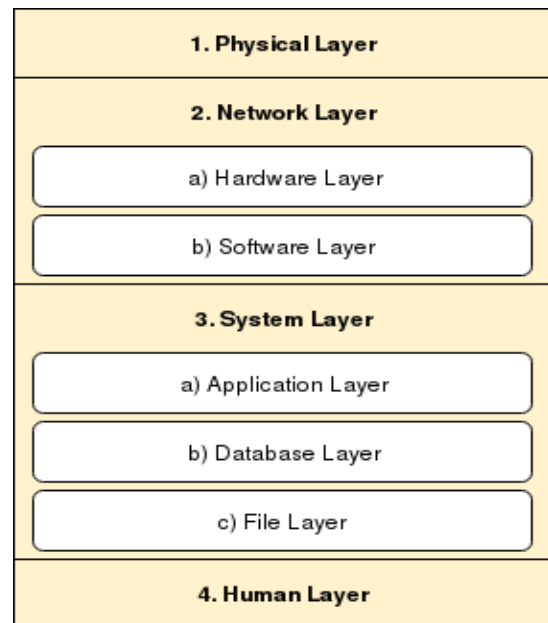 1. Physical Layer
2. Network Layer
a) Hardware Layer
b) Software Layer
3. System Layer
a) Application Layer
b) Database Layer
c) File Layer
4. Human Layer